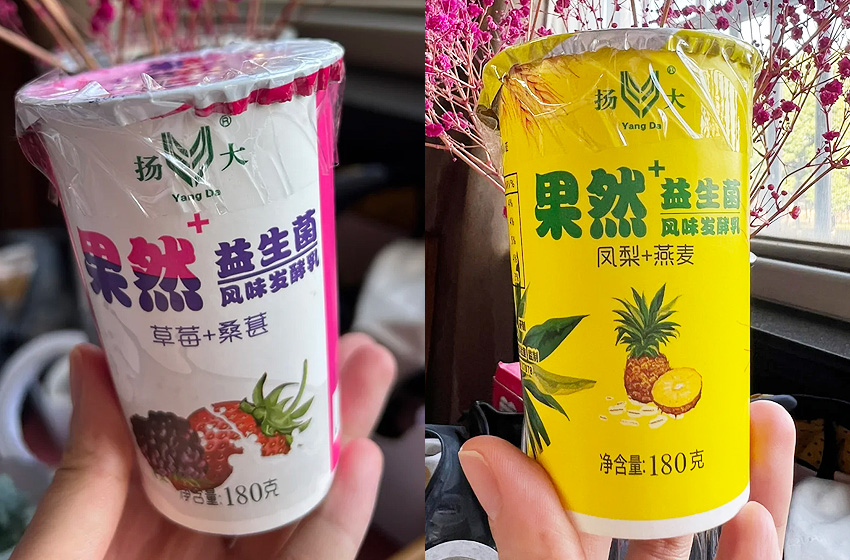 扬 大
®
Yang Da
果然+
益生菌
风味发酵乳
草莓+桑葚
净含量:180克
扬 大
®
Yang Da
果然+
益生菌
风味发酵乳
凤梨+燕麦
净含量:180克